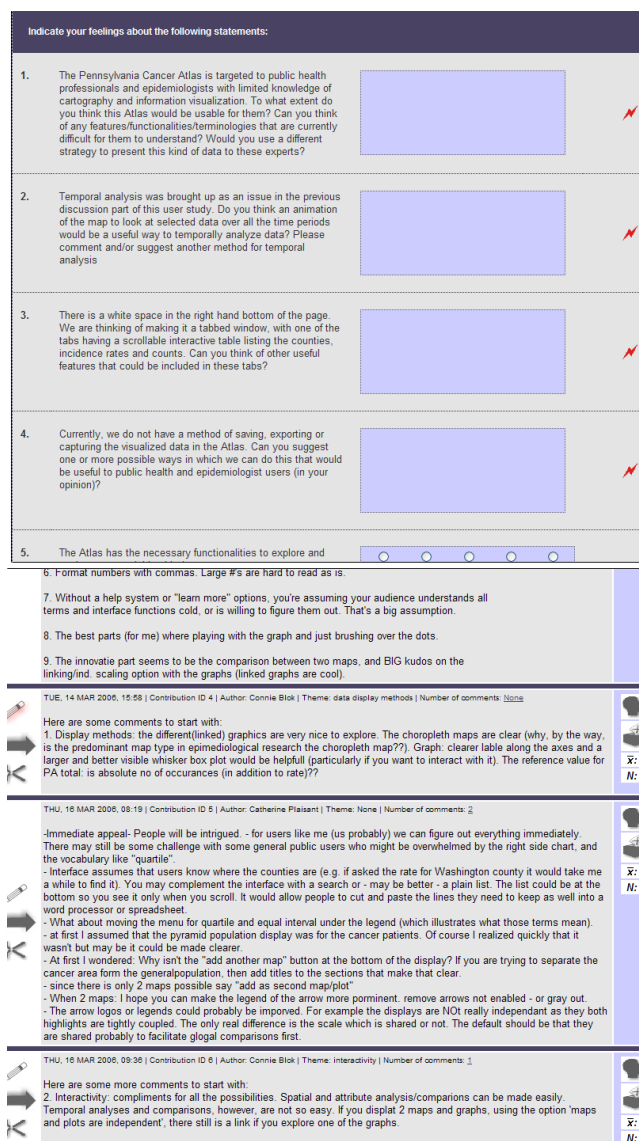 Indicate your feelings about the following statements:
1. The Pennsylvania Cancer Atlas is targeted to public health
professionals and epidemiologists with limited knowledge of
cartography and information visualization. To what extent do
you think this Atlas would be usable for them? Can you think
of any features/functionalities/terminologies that are currently
difficult for them to understand? Would you use a different
strategy to present this kind of data to these experts?
2. Temporal analysis was brought up as an issue in the previous
discussion part of this user study. Do you think an animation
of the map to look at selected data over all the time periods
would be a useful way to temporally analyze data? Please
comment and/or suggest another method for temporal
analysis
3. There is a white space in the right hand bottom of the page.
We are thinking of making it a tabbed window, with one of the
tabs having a scrollable interactive table listing the counties,
incidence rates and counts. Can you think of other useful
features that could be included in these tabs?
4. Currently, we do not have a method of saving, exporting or
capturing the visualized data in the Atlas. Can you suggest
one or more possible ways in which we can do this that would
be useful to public health and epidemiologist users (in your
opinion)?
5. The Atlas has the necessary functionalities to explore and
6. Format numbers with commas. Large #'s are hard to read as is.
7. Without a help system or "learn more" options, you're assuming your audience understands all
terms and interface functions cold, or is willing to figure them out. That's a big assumption.
8. The best parts (for me) where playing with the graph and just brushing over the dots.
9. The innovatie part seems to be the comparison between two maps, and BIG kudos on the
linking/ind. scaling option with the graphs (linked graphs are cool).
TUE, 14 MAR 2006, 15:58 | Contribution ID 4 | Author: Connie Blok | Theme: data display methods | Number of comments: None
Here are some comments to start with:
1. Display methods: the different(linked) graphics are very nice to explore. The choropleth maps are clear (why, by the way,
is the predominant map type in epimediological research the choropleth map??). Graph: clearer lable along the axes and a
larger and better visible whisker box plot would be helpfull (particularly if you want to interact with it). The reference value for
PA total: is absolute no of occurances (in addition to rate)??
x̄:
N:
THU, 16 MAR 2006, 08:19 | Contribution ID 5 | Author: Catherine Plaisant | Theme: None | Number of comments: 2
-Immediate appeal- People will be intrigued. - for users like me (us probably) we can figure out everything immediately.
There may still be some challenge with some general public users who might be overwhelmed by the right side chart, and
the vocabulary like "quartile".
- Interface assumes that users know where the counties are (e.g. if asked the rate for Washington county it would take me
a while to find it). You may complement the interface with a search or - may be better - a plain list. The list could be at the
bottom so you see it only when you scroll. It would allow people to cut and paste the lines they need to keep as well into a
word processor or spreadsheet.
- What about moving the menu for quartile and equal interval under the legend (which illustrates what those terms mean).
- at first I assumed that the pyramid population display was for the cancer patients. Of course I realized quickly that it
wasn't but may be it could be made clearer.
- At first I wondered: Why isn't the "add another map" button at the bottom of the display? If you are trying to separate the
cancer area form the generalpopulation, then add titles to the sections that make that clear.
- since there is only 2 maps possible say "add as second map/plot"
- When 2 maps: I hope you can make the legend of the arrow more porminent. remove arrows not enabled - or gray out.
- The arrow logos or legends could probably be imporved. For example the displays are NOt really independant as they both
highlights are tightly coupled. The only real difference is the scale which is shared or not. The default should be that they
are shared probably to facilitate glogal comparisons first.
x̄:
N:
THU, 16 MAR 2006, 09:36 | Contribution ID 6 | Author: Connie Blok | Theme: interactivity | Number of comments: 1
Here are some more comments to start with:
2. Interactivity: compliments for all the possibilities. Spatial and attribute analysis/comparions can be made easily.
Temporal analyses and comparisons, however, are not so easy. If you displat 2 maps and graphs, using the option 'maps
and plots are independent', there still is a link if you explore one of the graphs.
x̄:
N: